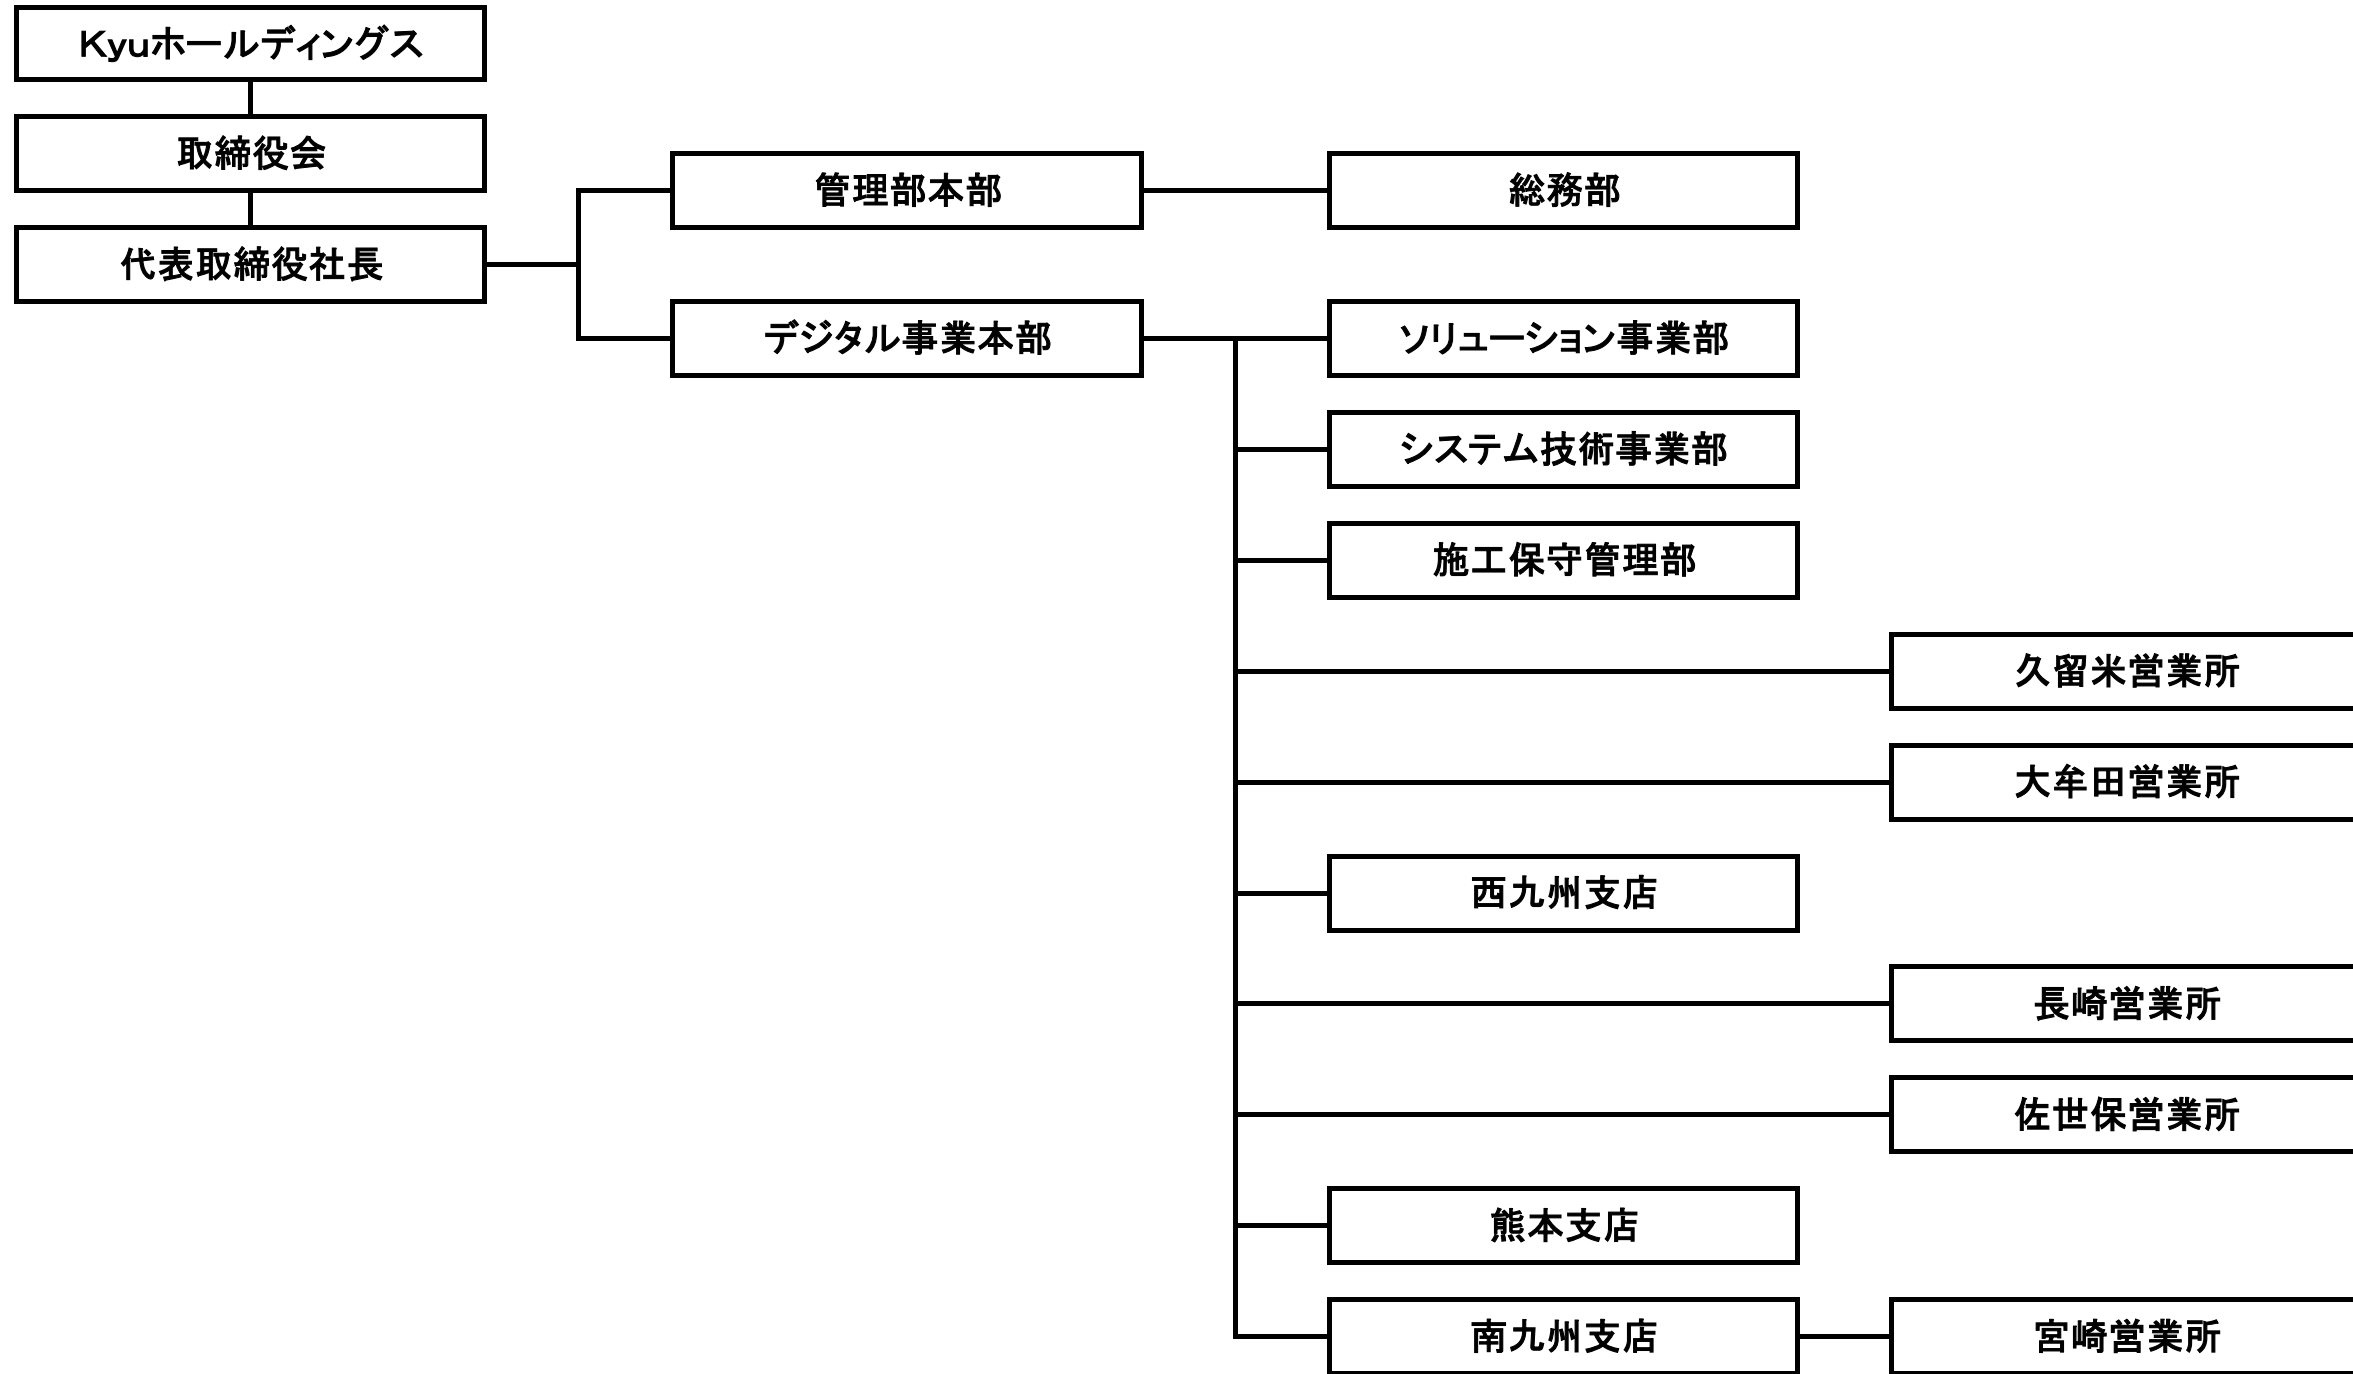 Kyuホールディングス
取締役会
代表取締役社長
管理部本部
総務部
デジタル事業本部
ソリューション事業部
システム技術事業部
施工保守管理部
久留米営業所
大牟田営業所
西九州支店
長崎営業所
佐世保営業所
熊本支店
南九州支店
宮崎営業所